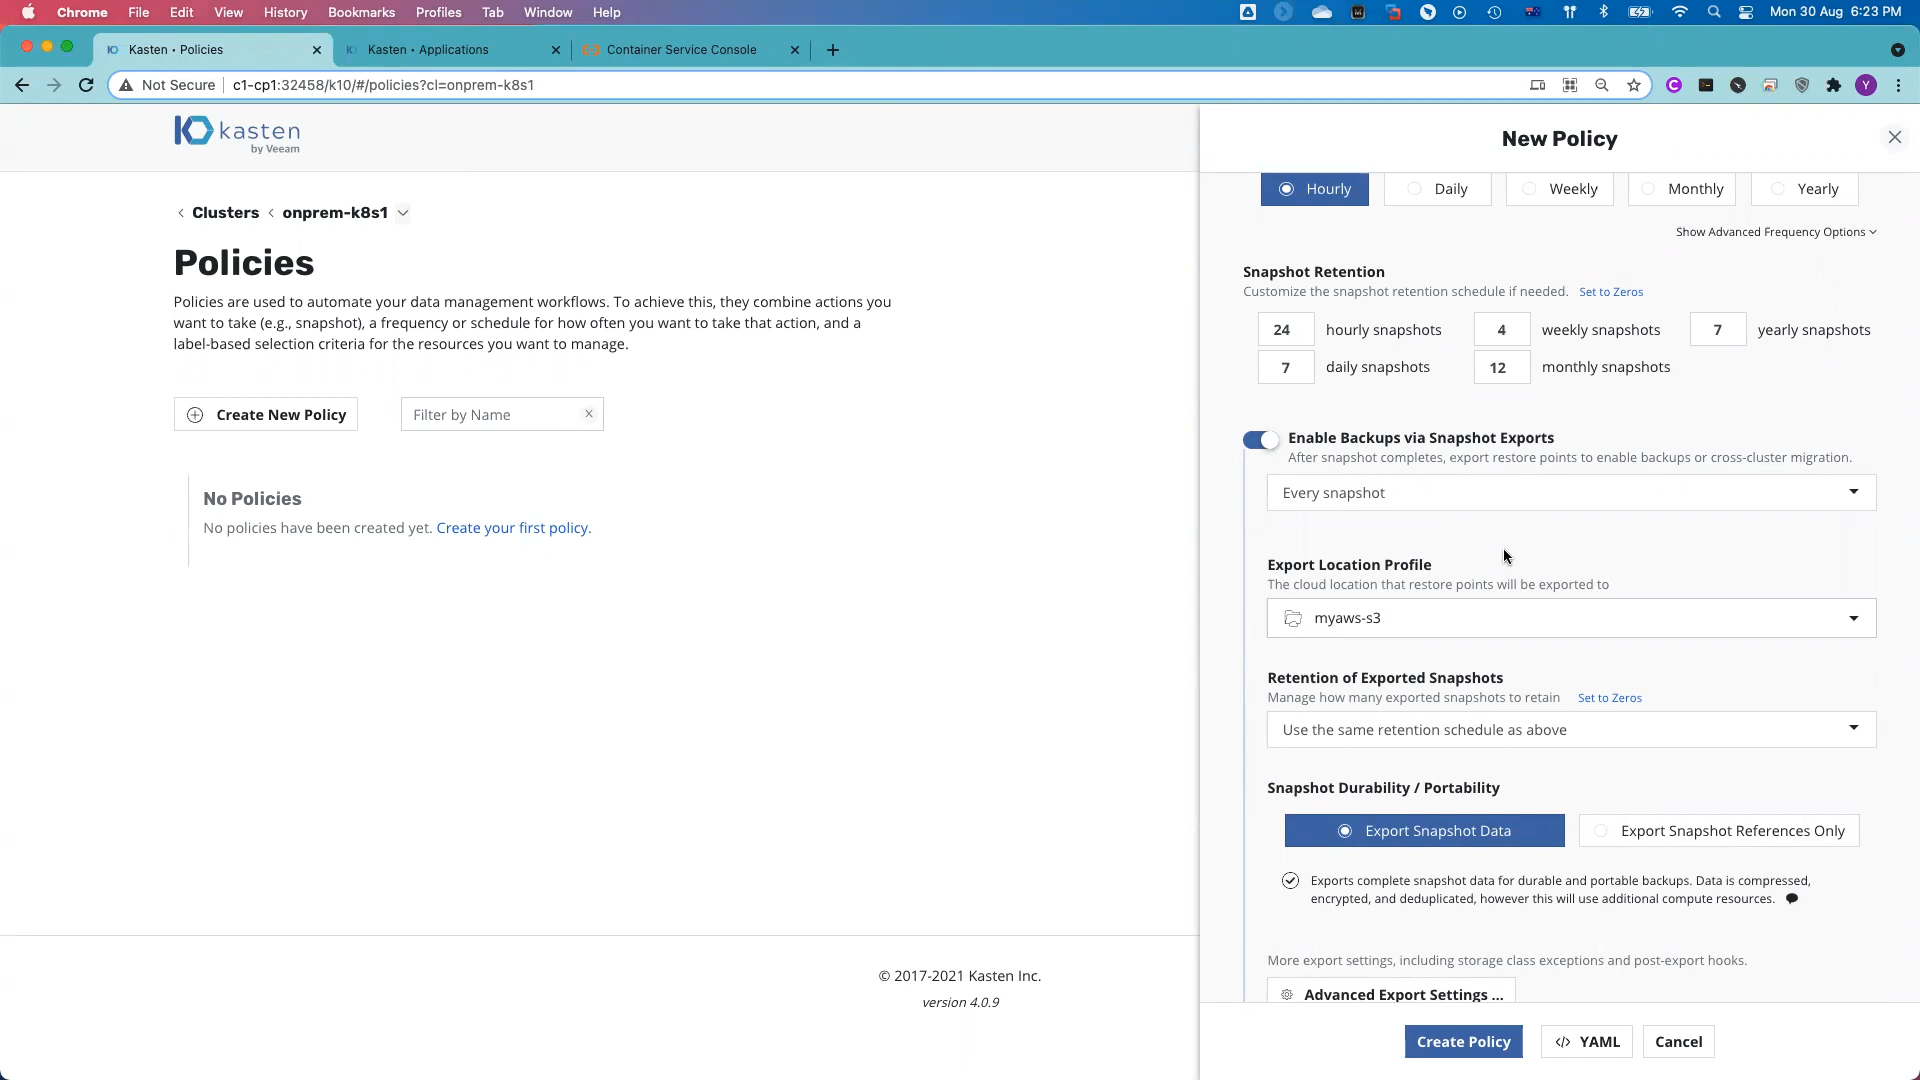 Chrome File Edit View History Bookmarks Profiles Tab Window Help Mon 30 Aug 6:23 PM
Kasten • Policies Kasten • Applications Container Service Console
Not Secure c1-cp1:32458/k10/#/policies?cl=onprem-k8s1 Y
kasten
by Veeam
Clusters onprem-k8s1
Policies
Policies are used to automate your data management workflows. To achieve this, they combine actions you
want to take (e.g., snapshot), a frequency or schedule for how often you want to take that action, and a
label-based selection criteria for the resources you want to manage.
Create New Policy Filter by Name
No Policies
No policies have been created yet. Create your first policy.
© 2017-2021 Kasten Inc.
version 4.0.9
New Policy
Hourly Daily Weekly Monthly Yearly
Show Advanced Frequency Options
Snapshot Retention
Customize the snapshot retention schedule if needed. Set to Zeros
24 hourly snapshots 4 weekly snapshots 7 yearly snapshots
7 daily snapshots 12 monthly snapshots
Enable Backups via Snapshot Exports
After snapshot completes, export restore points to enable backups or cross-cluster migration.
Every snapshot
Export Location Profile
The cloud location that restore points will be exported to
myaws-s3
Retention of Exported Snapshots
Manage how many exported snapshots to retain Set to Zeros
Use the same retention schedule as above
Snapshot Durability / Portability
Export Snapshot Data Export Snapshot References Only
Exports complete snapshot data for durable and portable backups. Data is compressed,
encrypted, and deduplicated, however this will use additional compute resources.
More export settings, including storage class exceptions and post-export hooks.
Advanced Export Settings ...
Create Policy </> YAML Cancel